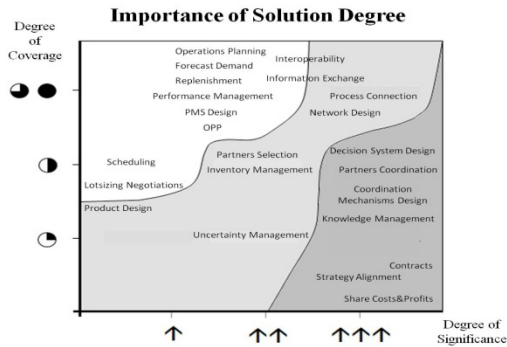 Importance of Solution Degree
Degree
of
Coverage
Operations Planning
Interoperability
Forecast Demand
Replenishment
Information Exchange
Performance Management
Process Connection
PMS Design
Network Design
OPP
Decision System Design
Partners Selection
Scheduling
Inventory Management
Partners Coordination
Lotsizing Negotiations
Coordination
Mechanisms Design
Product Design
Knowledge Management
Uncertainty Management
Contracts
Strategy Alignment
Share Costs&Profits
Degree of
Significance